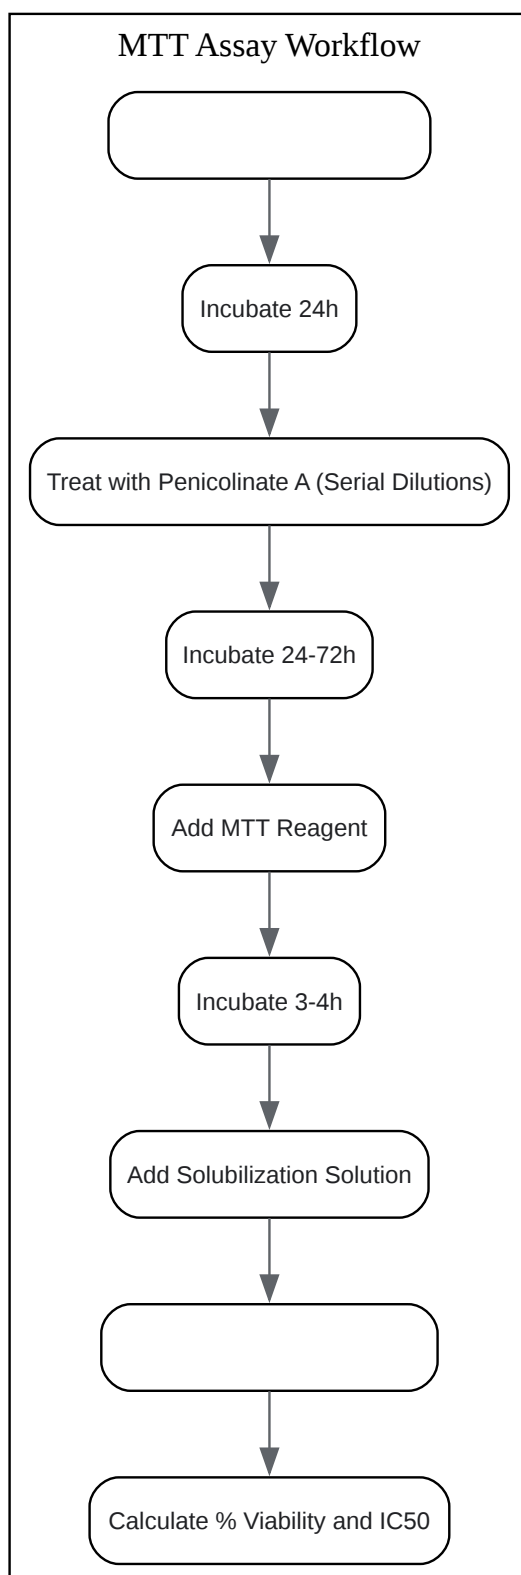 MTT Assay Workflow
Incubate 24h
Treat with Penicolinate A (Serial Dilutions)
Incubate 24-72h
Add MTT Reagent
Incubate 3-4h
Add Solubilization Solution
Calculate % Viability and IC50